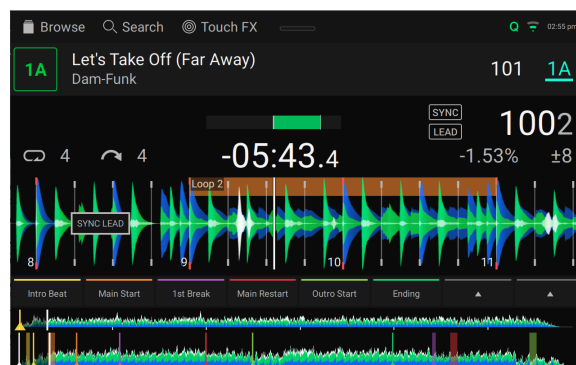 Browse Search Touch FX Q 02:55 pm
1A Let's Take Off (Far Away) 101 1A
Dam-Funk
SYNC
LEAD
1002
4 4 -05:43.4 -1.53% ±8
Loop 2
SYNC LEAD
8 9 10 11
Intro Beat Main Start 1st Break Main Restart Outro Start Ending